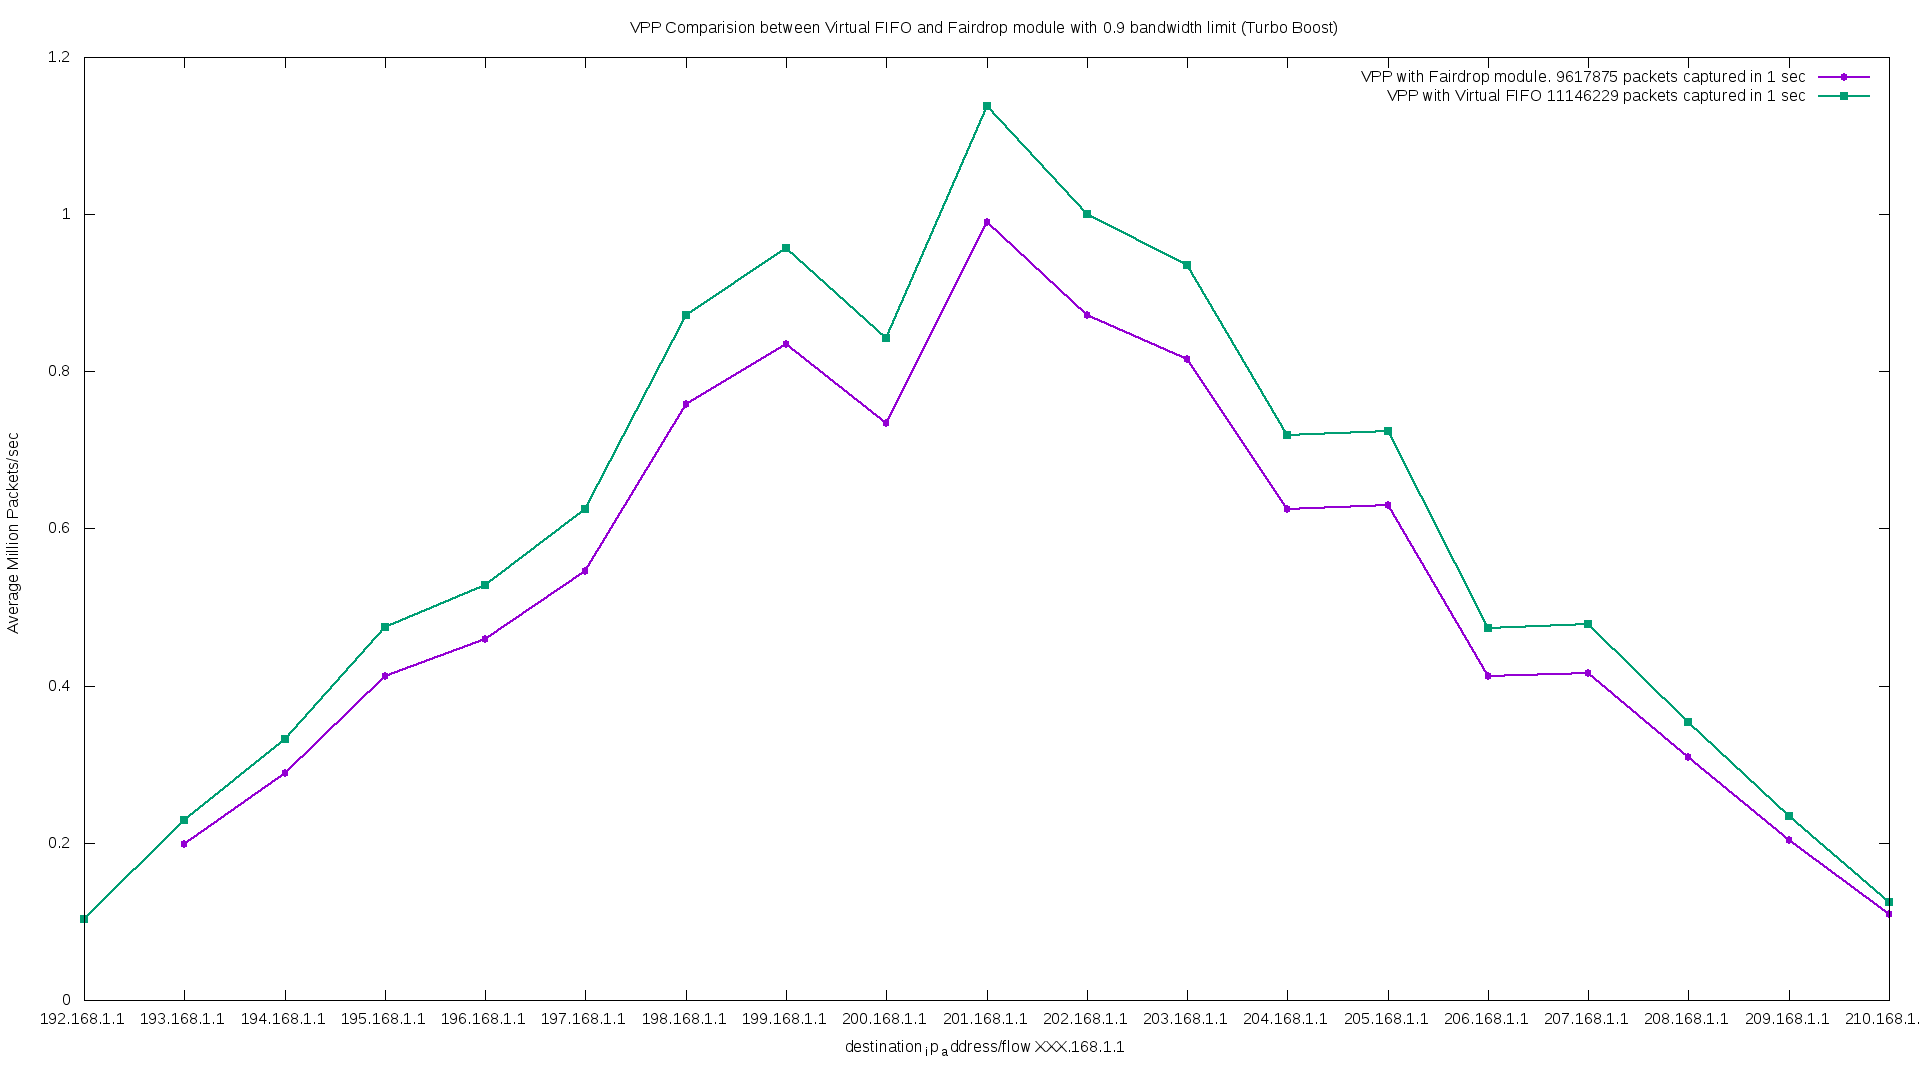 VPP Comparision between Virtual FIFO and Fairdrop module with 0.9 bandwidth limit (Turbo Boost)
VPP with Fairdrop module. 9617875 packets captured in 1 sec
VPP with Virtual FIFO 11146229 packets captured in 1 sec
1.2
1
0.8
0.6
0.4
0.2
0
Average Million Packets/sec
192.168.1.1 193.168.1.1 194.168.1.1 195.168.1.1 196.168.1.1 197.168.1.1 198.168.1.1 199.168.1.1 200.168.1.1 201.168.1.1 202.168.1.1 203.168.1.1 204.168.1.1 205.168.1.1 206.168.1.1 207.168.1.1 208.168.1.1 209.168.1.1 210.168.1.
destination ip address/flow XXX.168.1.1